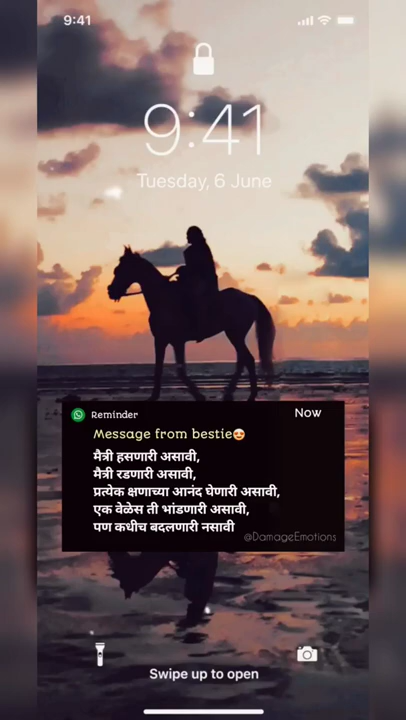 9:41
9:41
Tuesday, 6 June
Reminder
Now
Message from bestie😍
मैत्री हसणारी असावी,
मैत्री रडणारी असावी,
प्रत्येक क्षणाच्या आनंद घेणारी असावी,
एक वेळेस ती भांडणारी असावी,
पण कधीच बदलणारी नसावी
@DamageEmotions
Swipe up to open